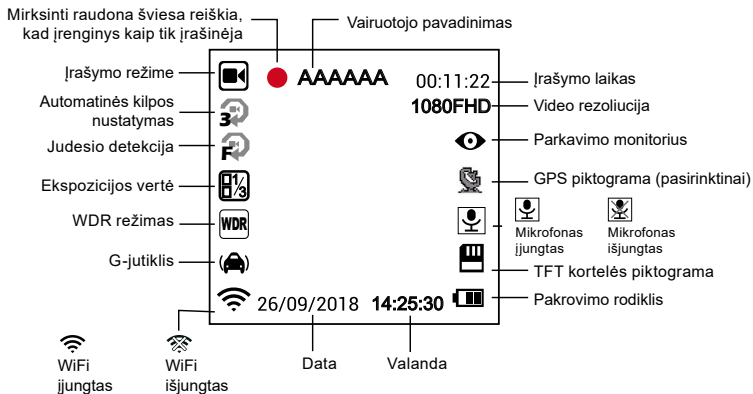 Mirksinti raudona šviesa reiškia,
kad įrenginys kaip tik įrašinėja
Vairuotojo pavadinimas
Įrašymo režime
AAAAAA
00:11:22
Įrašymo laikas
Automatinės kilpos
nustatymas
3
1080FHD
Video rezoliucija
Judesio detekcija
F
Parkavimo monitorius
Ekspozicijos vertė
1/3
GPS piktograma (pasirinktinai)
WDR režimas
WDR
Mikrofonas
įjungtas
Mikrofonas
išjungtas
G-jutiklis
TFT kortelės piktograma
26/09/2018
14:25:30
Pakrovimo rodiklis
WiFi
įjungtas
WiFi
išjungtas
Data
Valanda